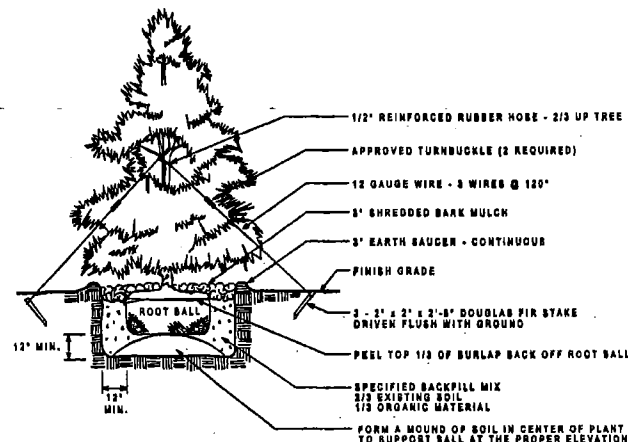 1/2" REINFORCED RUBBER HOSE - 2/3 UP TREE
APPROVED TURNBUCKLE (2 REQUIRED)
12 GAUGE WIRE - 3 WIRES @ 120°
3" SHREDDED BARK MULCH
3" EARTH SAUCER - CONTINUOUS
FINISH GRADE
ROOT BALL
3 - 2" x 2" x 2'-6" DOUGLAS FIR STAKE
DRIVEN FLUSH WITH GROUND
12" MIN.
PEEL TOP 1/3 OF BURLAP BACK OFF ROOT BALL
12"
MIN.
SPECIFIED BACKFILL MIX
2/3 EXISTING SOIL
1/3 ORGANIC MATERIAL
FORM A MOUND OF SOIL IN CENTER OF PLANT
TO SUPPORT BALL AT THE PROPER ELEVATION